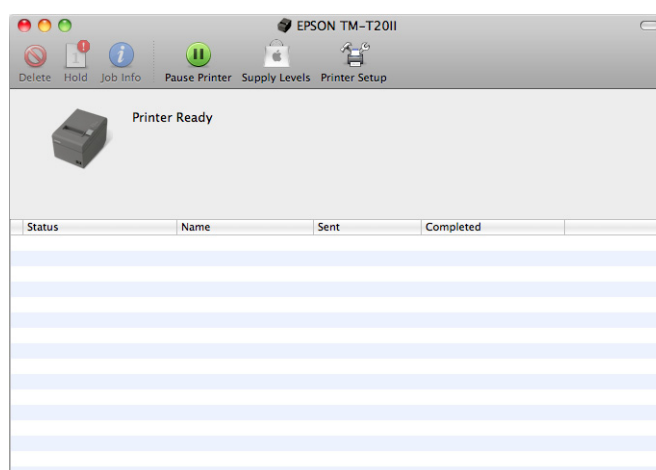 EPSON TM-T20II
Delete Hold Job Info Pause Printer Supply Levels Printer Setup
Printer Ready
Status Name Sent Completed